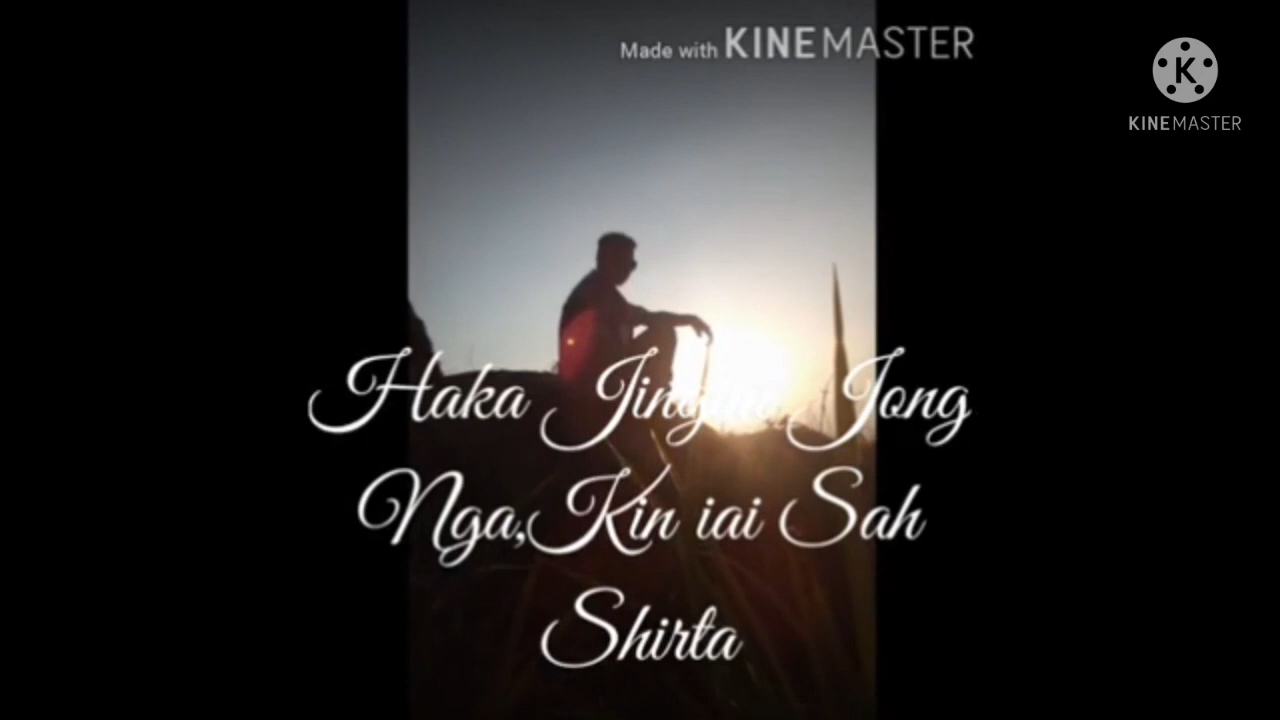 Made with KINEMASTER
K
KINEMASTER
Haka Jong
Nga,Kin iai Sah
Shirta